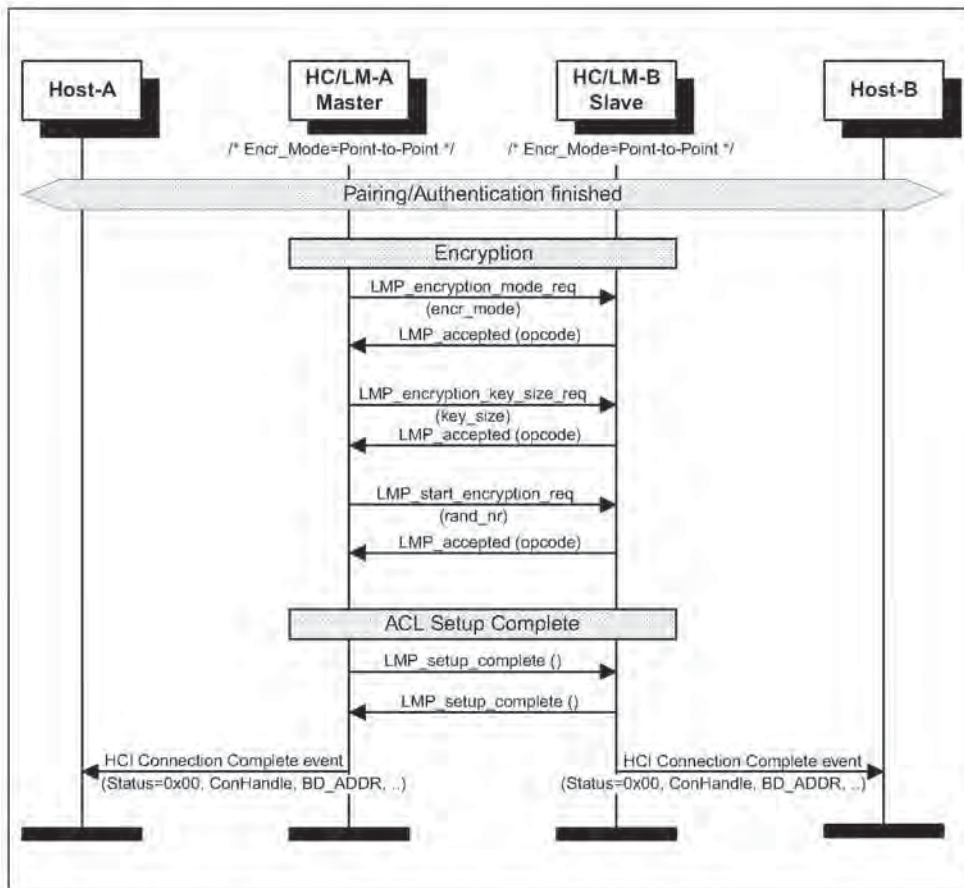 Host-A
HC/LM-A
Master
HC/LM-B
Slave
Host-B
/* Encr_Mode=Point-to-Point */
/* Encr_Mode=Point-to-Point */
Pairing/Authentication finished
Encryption
LMP_encryption_mode_req
(encr_mode)
LMP_accepted (opcode)
LMP_encryption_key_size_req
(key_size)
LMP_accepted (opcode)
LMP_start_encryption_req
(rand_nr)
LMP_accepted (opcode)
ACL Setup Complete
LMP_setup_complete ()
LMP_setup_complete ()
HCI Connection Complete event
(Status=0x00, ConHandle, BD_ADDR, ..)
HCI Connection Complete event
(Status=0x00, ConHandle, BD_ADDR, ..)